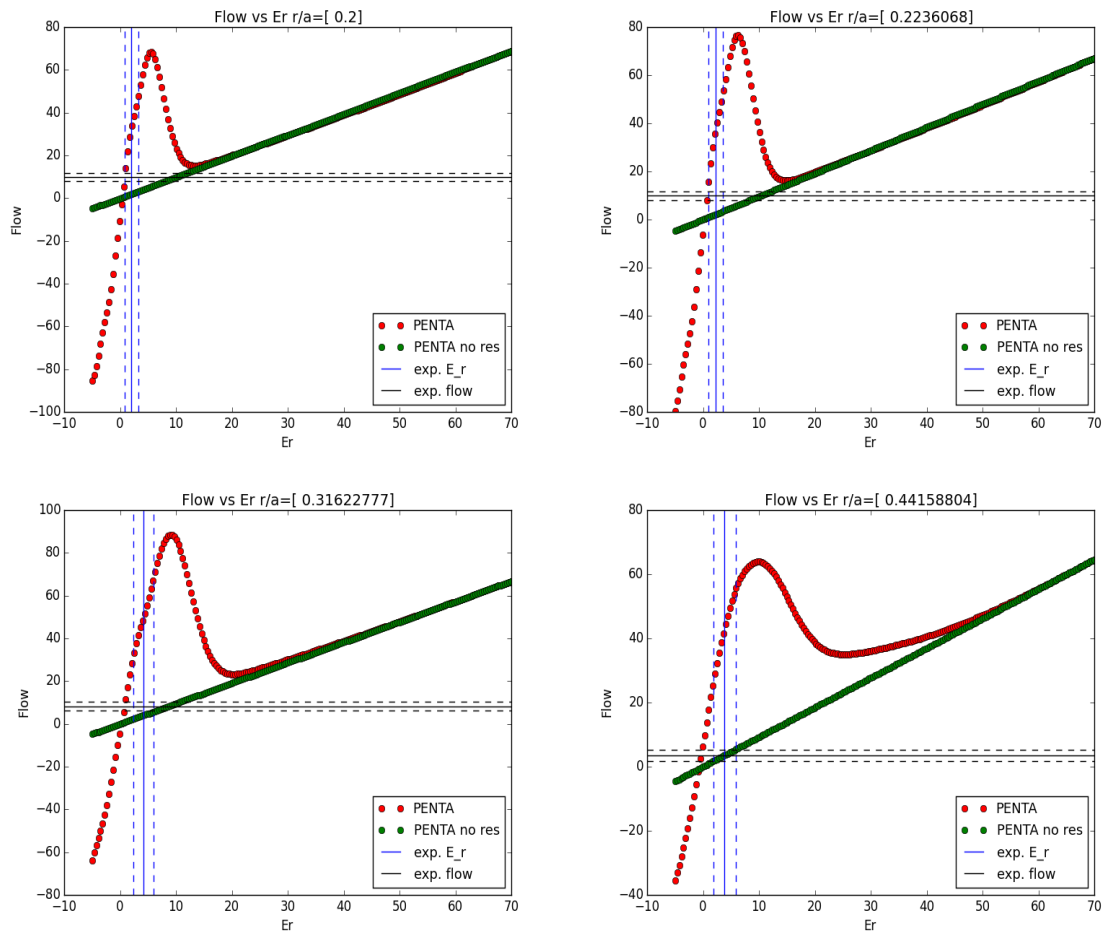 Flow vs Er r/a=[ 0.2]
80
60
40
20
0
−20
−40
−60
−80
−100
Flow
−10 0 10 20 30 40 50 60 70
Er
PENTA
PENTA no res
exp. E_r
exp. flow
Flow vs Er r/a=[ 0.2236068]
80
60
40
20
0
−20
−40
−60
−80
Flow
−10 0 10 20 30 40 50 60 70
Er
PENTA
PENTA no res
exp. E_r
exp. flow
Flow vs Er r/a=[ 0.31622777]
100
80
60
40
20
0
−20
−40
−60
−80
Flow
−10 0 10 20 30 40 50 60 70
Er
PENTA
PENTA no res
exp. E_r
exp. flow
Flow vs Er r/a=[ 0.44158804]
80
60
40
20
0
−20
−40
Flow
−10 0 10 20 30 40 50 60 70
Er
PENTA
PENTA no res
exp. E_r
exp. flow